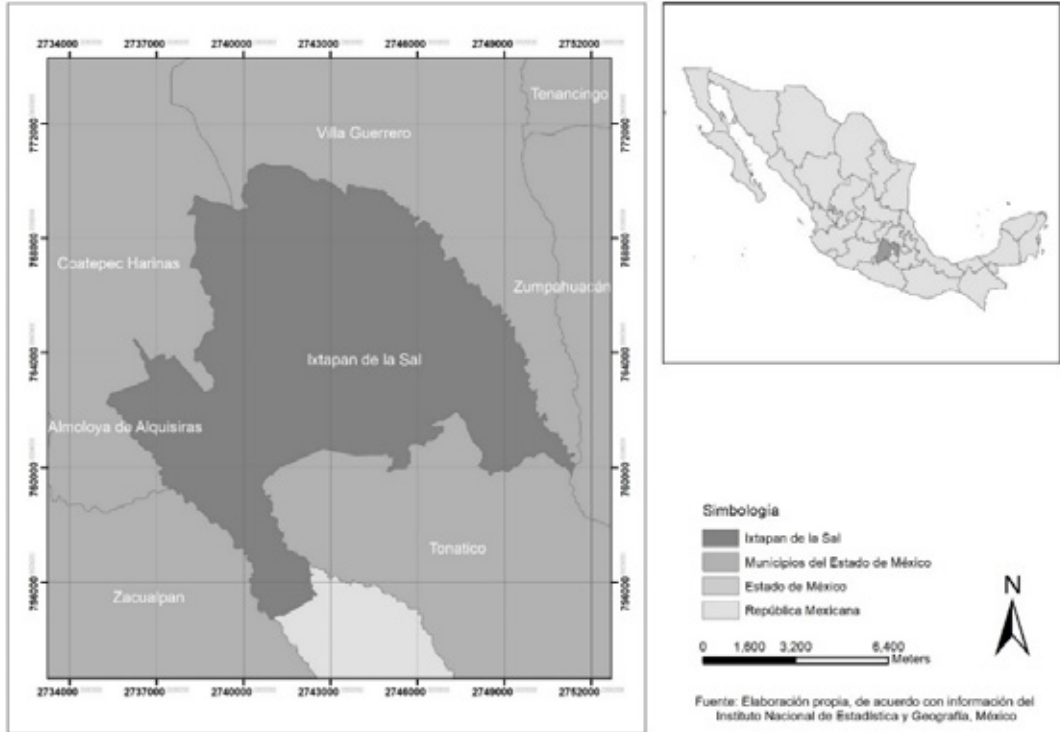 2734000 2737000 2740000 2743000 2746000 2749000 2752000
Tenancingo
Villa Guerrero
772000
772000
768000
768000
Coatepec Harinas
Zumpahuacán
Ixtapan de la Sal
764000
764000
Almoloya de Alquisiras
760000
760000
Tonatico
Zacualpan
756000
756000
2734000 2737000 2740000 2743000 2746000 2749000 2752000
Simbología
Ixtapan de la Sal
Municipios del Estado de México
Estado de México
República Mexicana
N
0 1,600 3,200 6,400
Meters
Fuente: Elaboración propia, de acuerdo con información del
Instituto Nacional de Estadística y Geografía, México